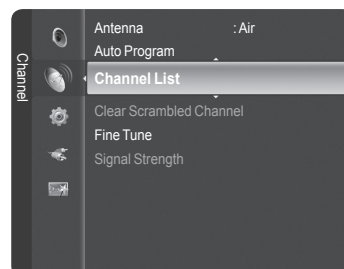 Channel
Antenna : Air
Auto Program
Channel List
Clear Scrambled Channel
Fine Tune
Signal Strength